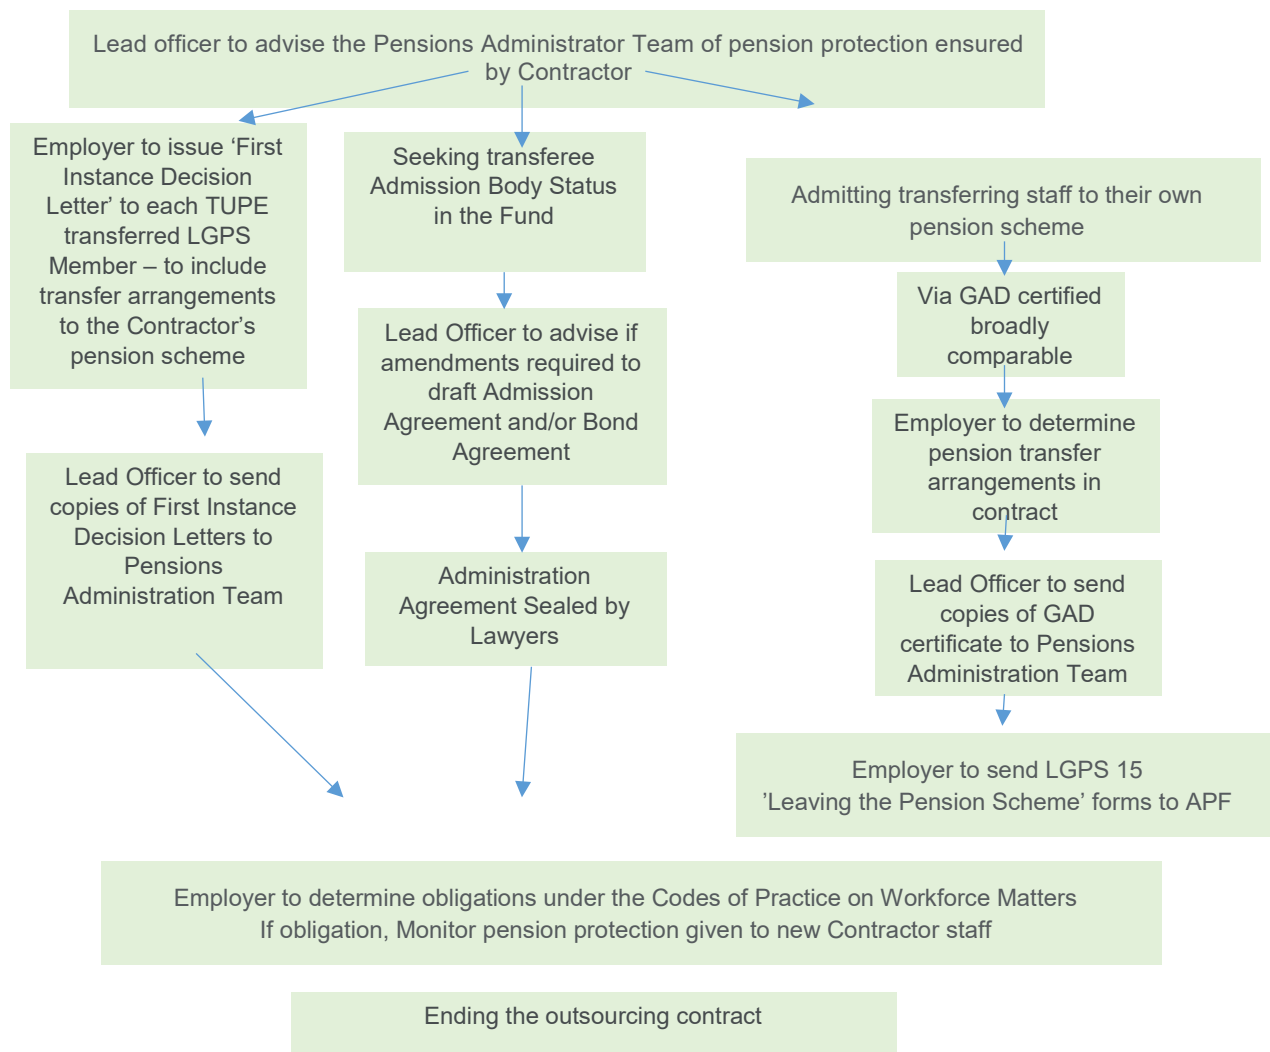 Lead officer to advise the Pensions Administrator Team of pension protection ensured
by Contractor
Employer to issue ‘First
Instance Decision
Letter’ to each TUPE
transferred LGPS
Member – to include
transfer arrangements
to the Contractor’s
pension scheme
Lead Officer to send
copies of First Instance
Decision Letters to
Pensions
Administration Team
Seeking transferee
Admission Body Status
in the Fund
Lead Officer to advise if
amendments required to
draft Admission
Agreement and/or Bond
Agreement
Administration
Agreement Sealed by
Lawyers
Admitting transferring staff to their own
pension scheme
Via GAD certified
broadly
comparable
Employer to determine
pension transfer
arrangements in
contract
Lead Officer to send
copies of GAD
certificate to Pensions
Administration Team
Employer to send LGPS 15
’Leaving the Pension Scheme’ forms to APF
Employer to determine obligations under the Codes of Practice on Workforce Matters
If obligation, Monitor pension protection given to new Contractor staff
Ending the outsourcing contract